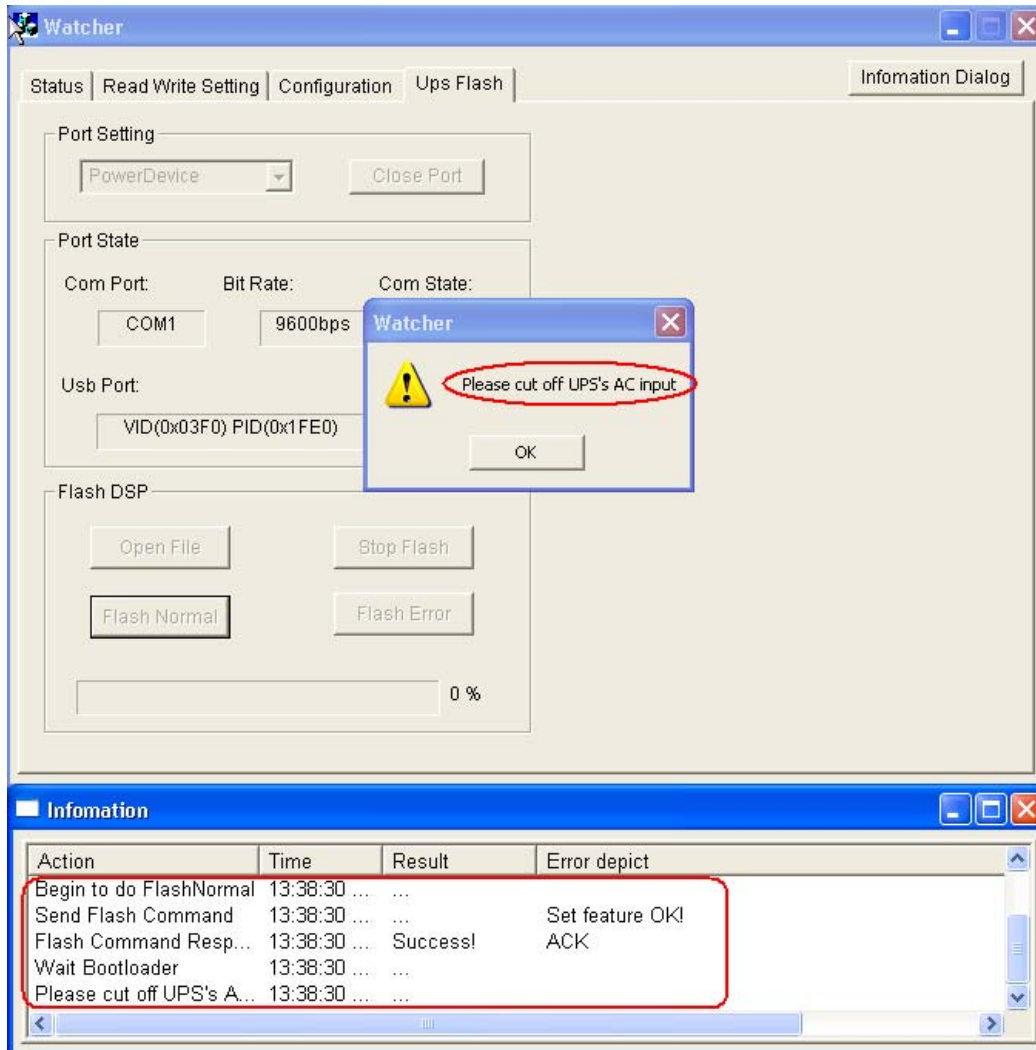 Watcher
Status Read Write Setting Configuration Ups Flash Infomation Dialog
Port Setting
PowerDevice Close Port
Port State
Com Port: Bit Rate: Com State:
COM1 9600bps
Usb Port:
VID(0x03F0) PID(0x1FE0)
Watcher
Please cut off UPS's AC input
OK
Flash DSP
Open File Stop Flash
Flash Normal Flash Error
0 %
Infomation
Action Time Result Error depict
Begin to do FlashNormal 13:38:30 ... ...
Send Flash Command 13:38:30 ... ... Set feature OK!
Flash Command Resp... 13:38:30 ... Success! ACK
Wait Bootloader 13:38:30 ... ...
Please cut off UPS's A... 13:38:30 ... ...